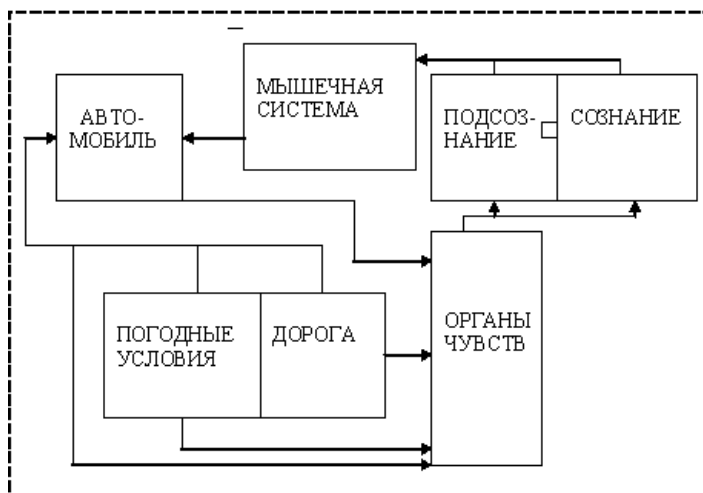 АВТО-
МОБИЛЬ
МЫШЕЧНАЯ
СИСТЕМА
ПОДСОЗ-
НАНИЕ
СОЗНАНИЕ
ПОГОДНЫЕ
УСЛОВИЯ
ДОРОГА
ОРГАНЫ
ЧУВСТВ